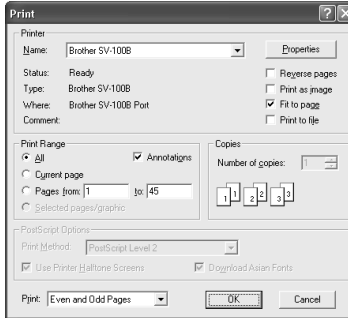 Print
Printer
Name: Brother SV-100B Properties
Status: Ready Reverse pages
Type: Brother SV-100B Print as image
Where: Brother SV-100B Port Fit to page
Comment: Print to file
Print Range
All Annotations
Current page
Pages from: 1 to: 45
Selected pages/graphic
Copies
Number of copies: 1
1 1 2 2 3 3
PostScript Options
Print Method: PostScript Level 2
Use Printer Halftone Screens Download Asian Fonts
Print: Even and Odd Pages OK Cancel